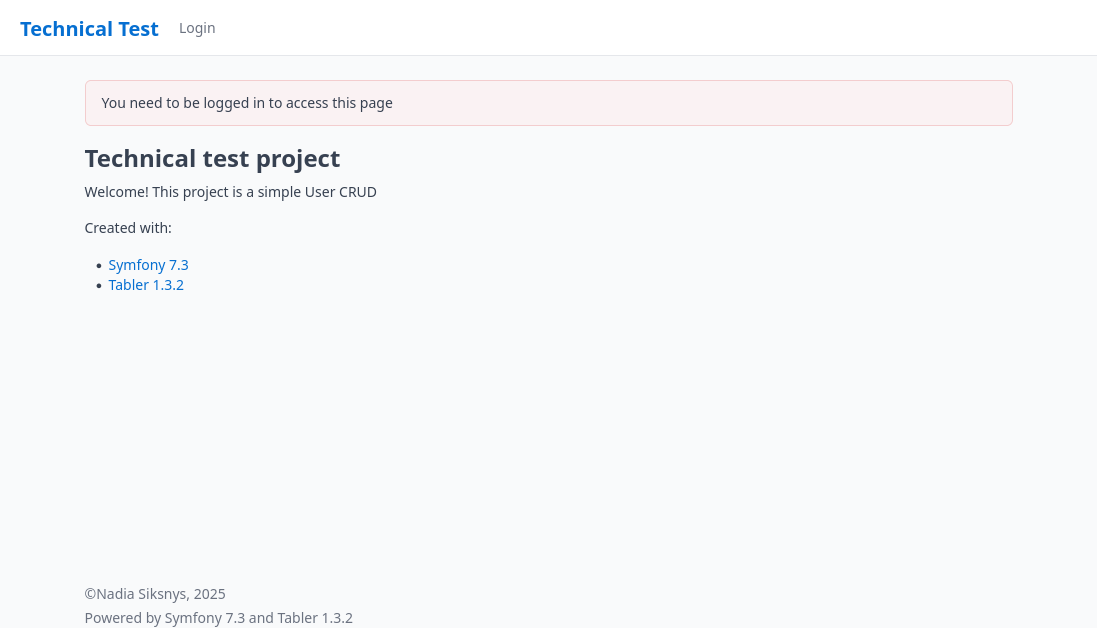 Technical Test Login
You need to be logged in to access this page
Technical test project
Welcome! This project is a simple User CRUD
Created with:
• Symfony 7.3
• Tabler 1.3.2
©Nadia Siksnys, 2025
Powered by Symfony 7.3 and Tabler 1.3.2